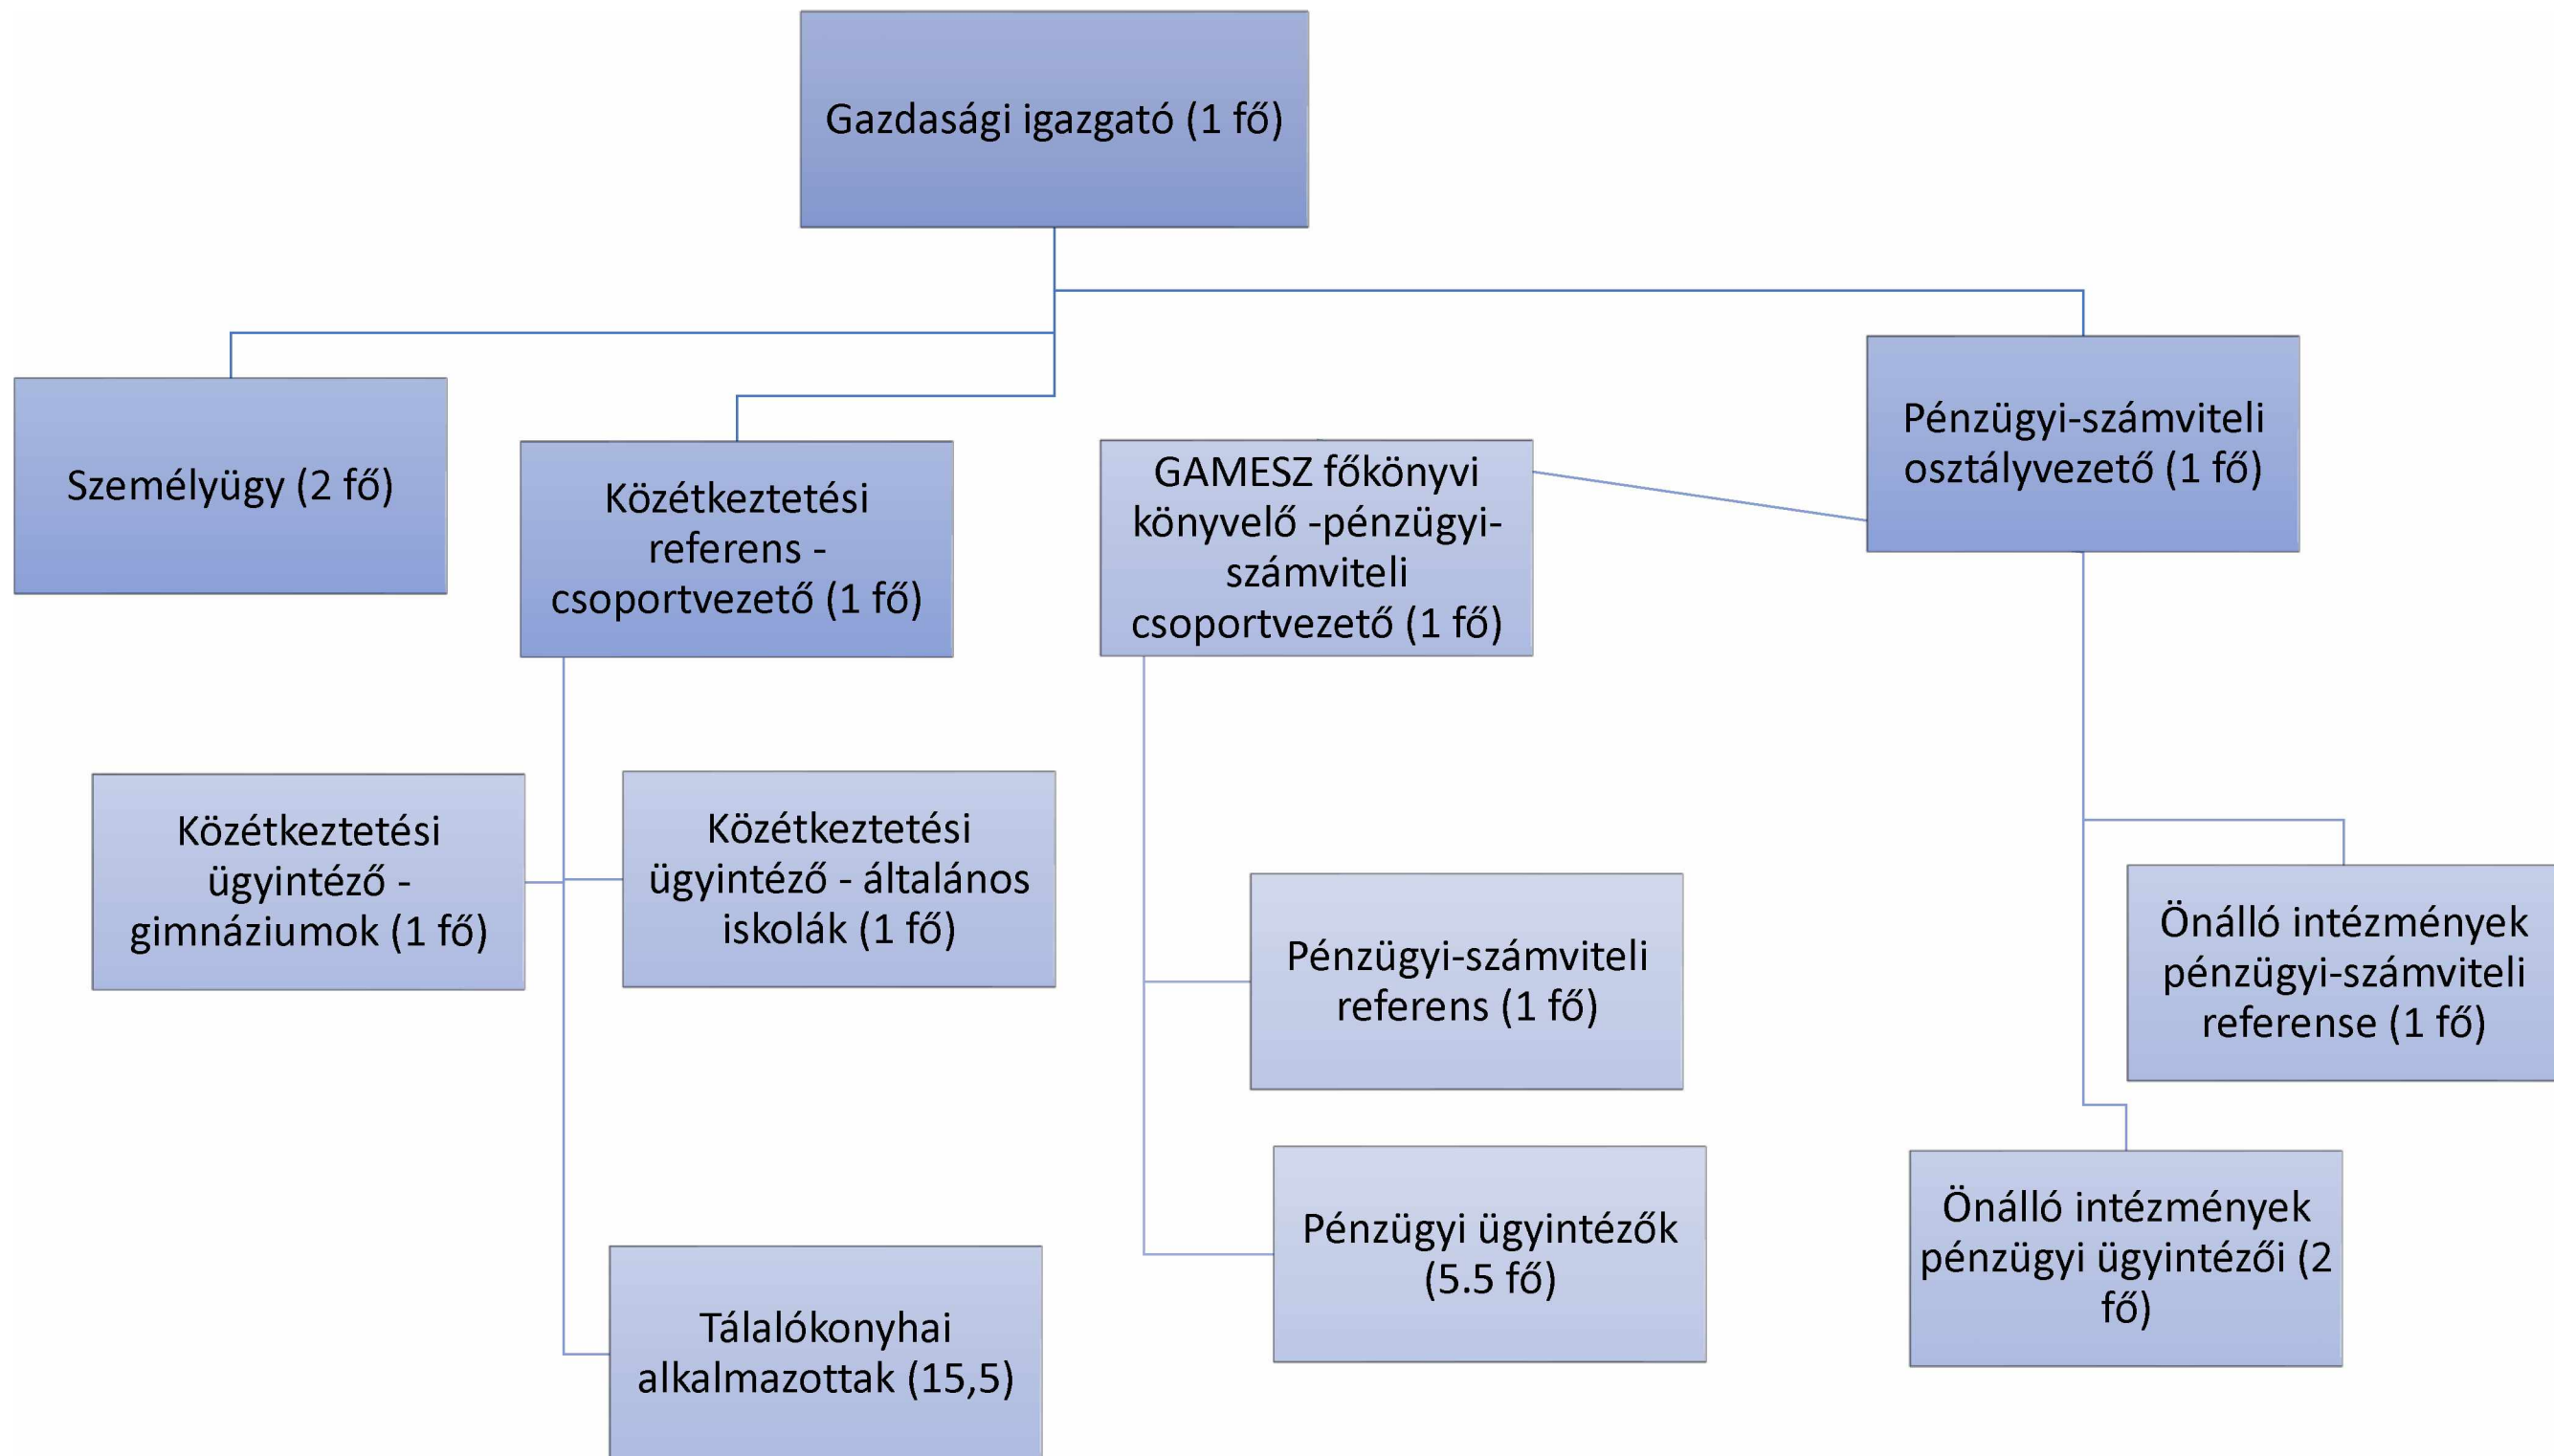 Gazdasági igazgató (1 fő)
Személyügy (2 fő)
Közétkeztetési
referens -
csoportvezető (1 fő)
GAMESZ főkönyvi
könyvelő -pénzügyi-
számviteli
csoportvezető (1 fő)
Pénzügyi-számviteli
osztályvezető (1 fő)
Közétkeztetési
ügyintéző -
gimnáziumok (1 fő)
Közétkeztetési
ügyintéző - általános
iskolák (1 fő)
Tálalókonyhai
alkalmazottak (15,5)
Pénzügyi-számviteli
referens (1 fő)
Pénzügyi ügyintézők
(5.5 fő)
Önálló intézmények
pénzügyi-számviteli
referense (1 fő)
Önálló intézmények
pénzügyi ügyintézői (2
fő)